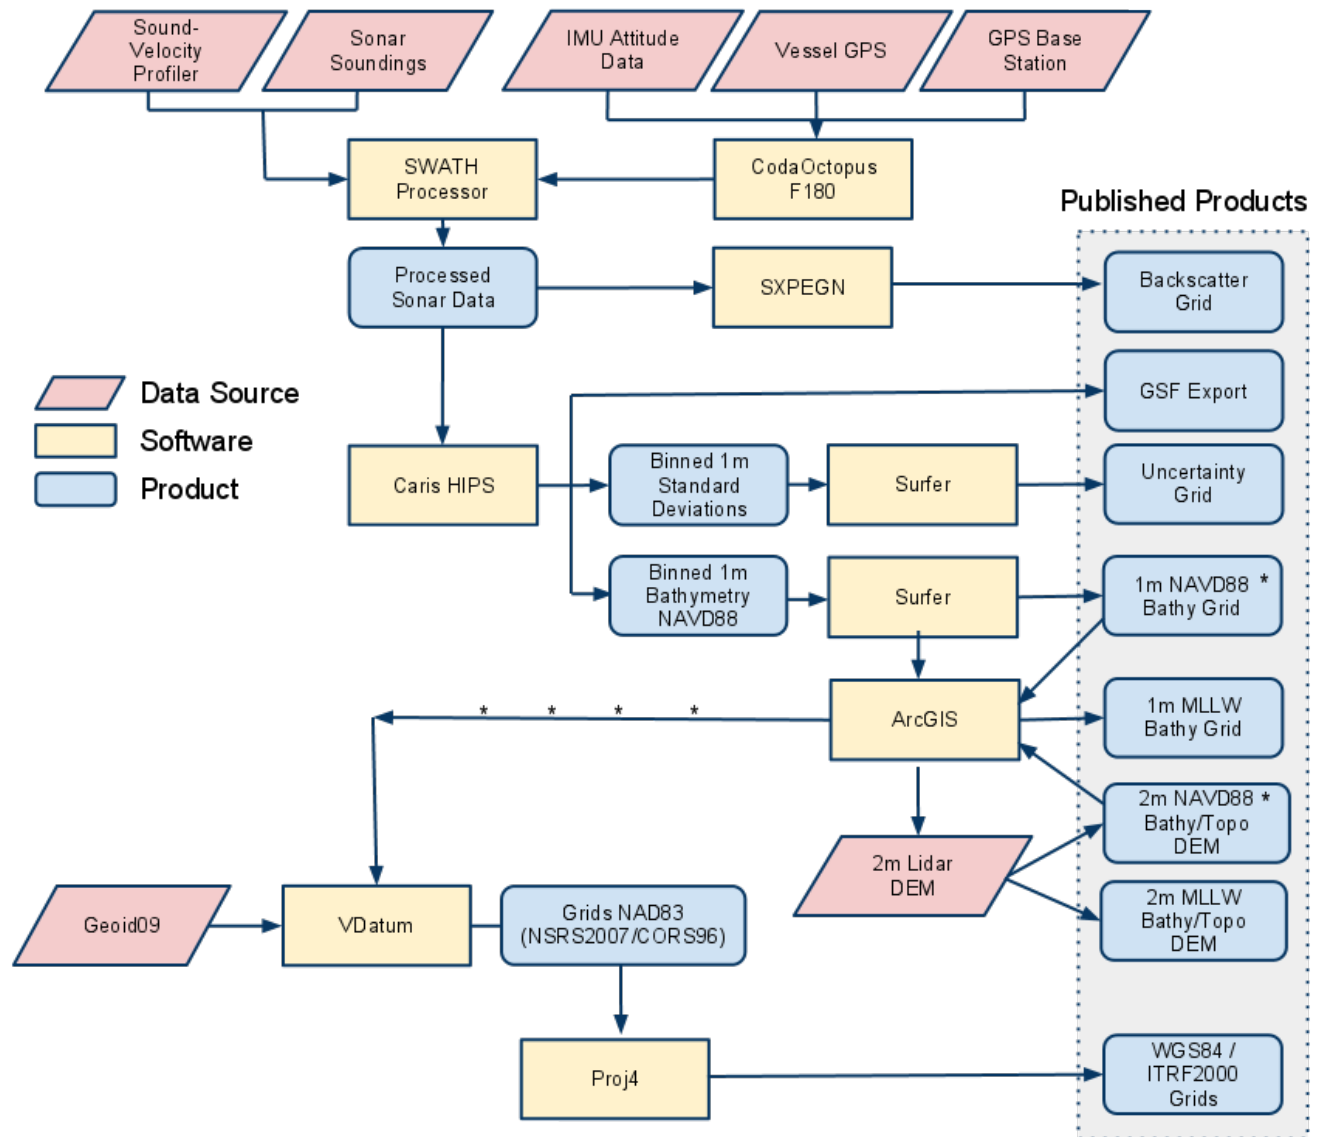 Sound-
Velocity
Profiler
Sonar
Soundings
IMU Attitude
Data
Vessel GPS
GPS Base
Station
SWATH
Processor
CodaOctopus
F180
Published Products
Processed
Sonar Data
SXPEGN
Backscatter
Grid
Data Source
Software
Product
GSF Export
Caris HIPS
Binned 1m
Standard
Deviations
Surfer
Uncertainty
Grid
Binned 1m
Bathymetry
NAVD88
Surfer
1m NAVD88 *
Bathy Grid
* * * *
ArcGIS
1m MLLW
Bathy Grid
2m NAVD88 *
Bathy/Topo
DEM
2m Lidar
DEM
2m MLLW
Bathy/Topo
DEM
Geoid09
VDatum
Grids NAD83
(NSRS2007/CORS96)
Proj4
WGS84 /
ITRF2000
Grids